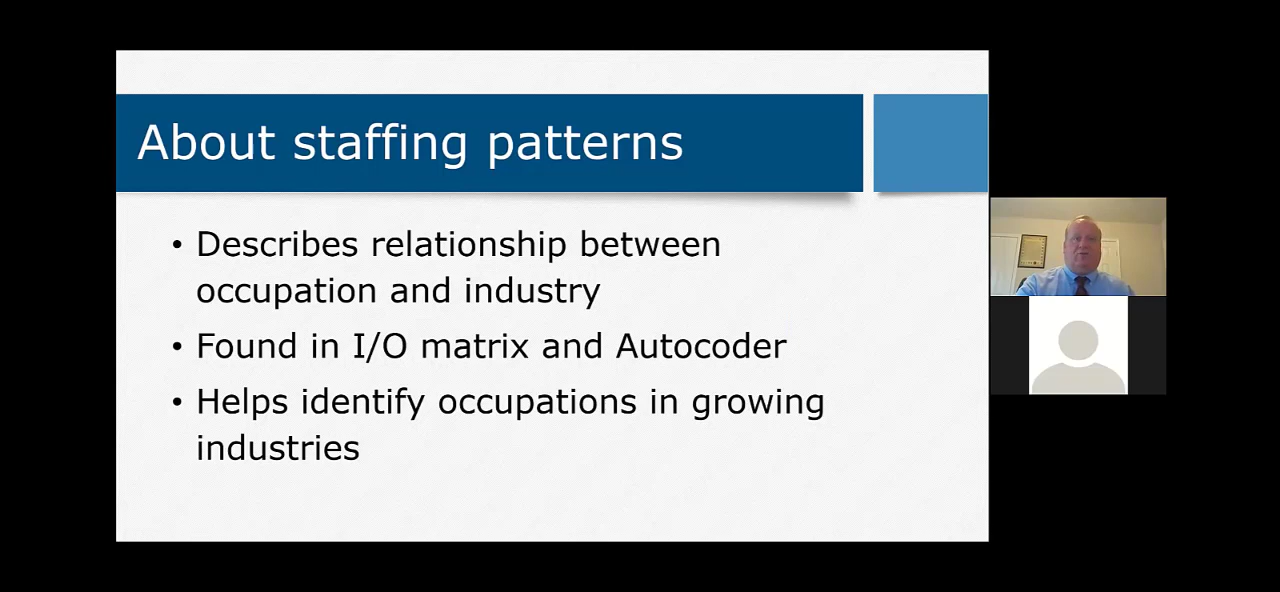 About staffing patterns
• Describes relationship between
occupation and industry
• Found in I/O matrix and Autocoder
• Helps identify occupations in growing
industries